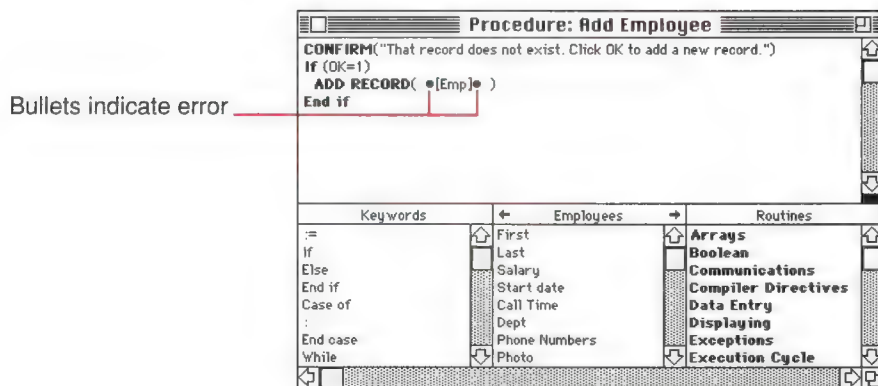 Procedure: Add Employee
CONFIRM("That record does not exist. Click OK to add a new record.")
If (OK=1)
ADD RECORD( •[Emp]• )
End if
Bullets indicate error
Keywords
:=
If
Else
End if
Case of
:
End case
While
← Employees →
First
Last
Salary
Start date
Call Time
Dept
Phone Numbers
Photo
Routines
Arrays
Boolean
Communications
Compiler Directives
Data Entry
Displaying
Exceptions
Execution Cycle